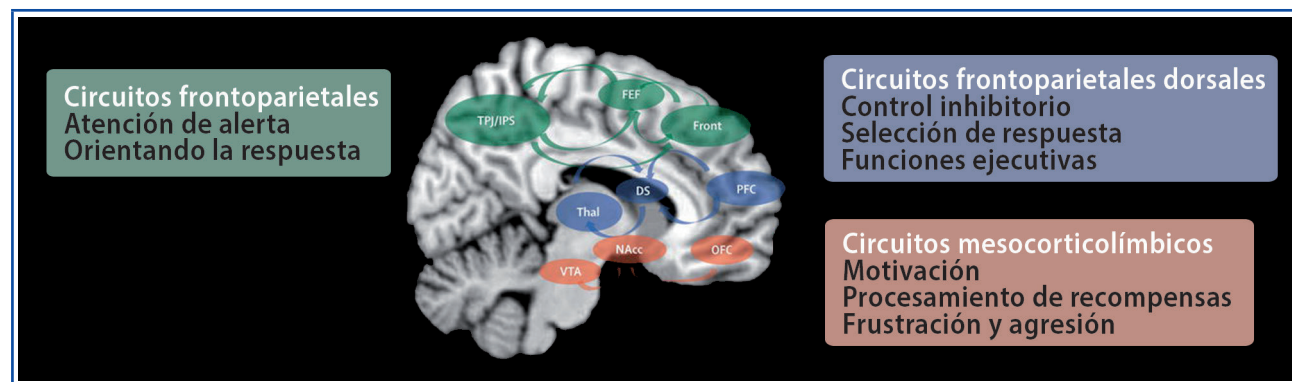 Circuitos frontoparietales
Atención de alerta
Orientando la respuesta
TPJ/IPS
FEF
Front
DS
PFC
Thal
NAcc
OFC
VTA
Circuitos frontoparietales dorsales
Control inhibitorio
Selección de respuesta
Funciones ejecutivas
Circuitos mesocorticolímbicos
Motivación
Procesamiento de recompensas
Frustración y agresión